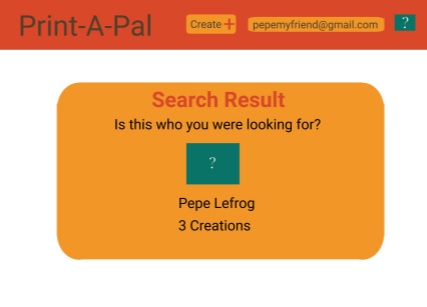 Print-A-Pal
Create +
pepemyfriend@gmail.com
?
Search Result
Is this who you were looking for?
?
Pepe Lefrog
3 Creations